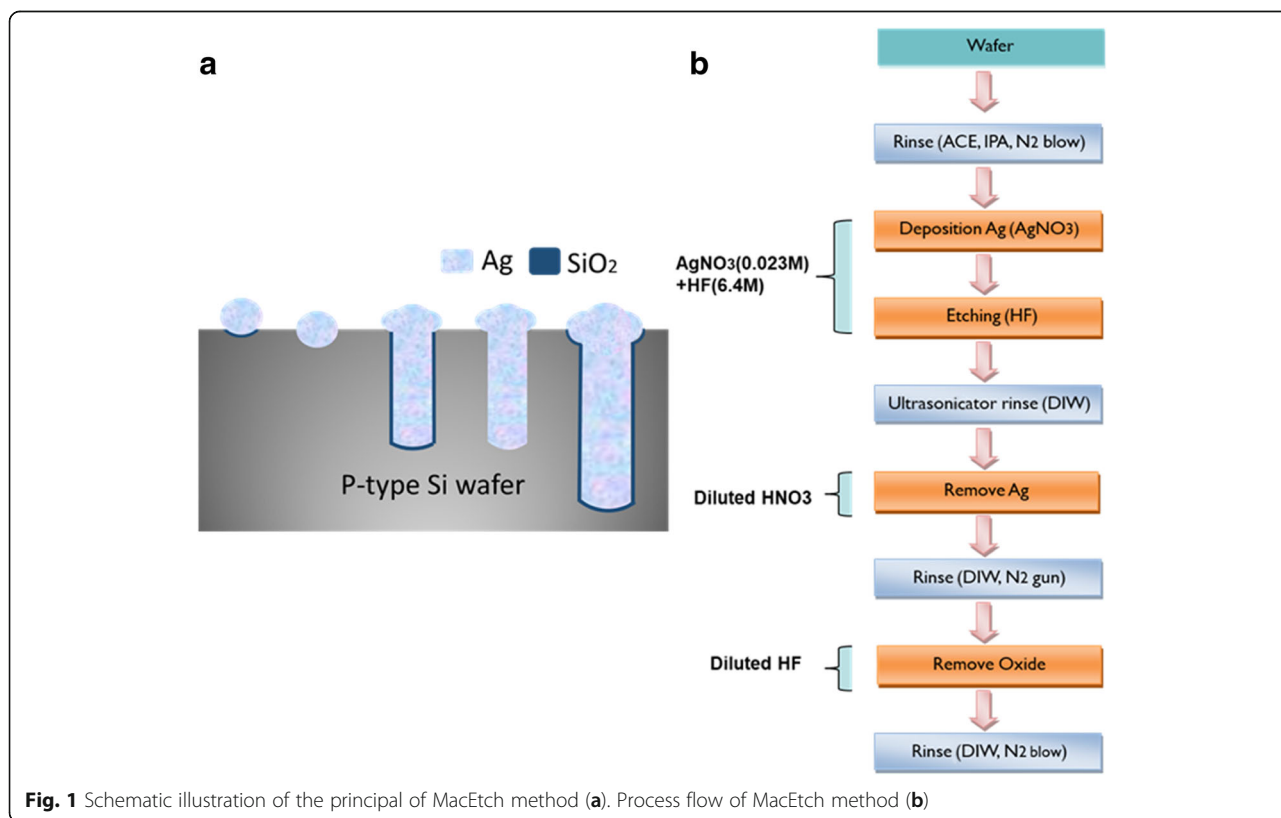 a
Ag
SiO2
P-type Si wafer
b
Wafer
Rinse (ACE, IPA, N2 blow)
Deposition Ag (AgNO3)
AgNO3(0.023M)
+HF(6.4M)
Etching (HF)
Ultrasonicator rinse (DIW)
Diluted HNO3
Remove Ag
Rinse (DIW, N2 gun)
Diluted HF
Remove Oxide
Rinse (DIW, N2 blow)
Fig. 1 Schematic illustration of the principal of MacEtch method (a). Process flow of MacEtch method (b)